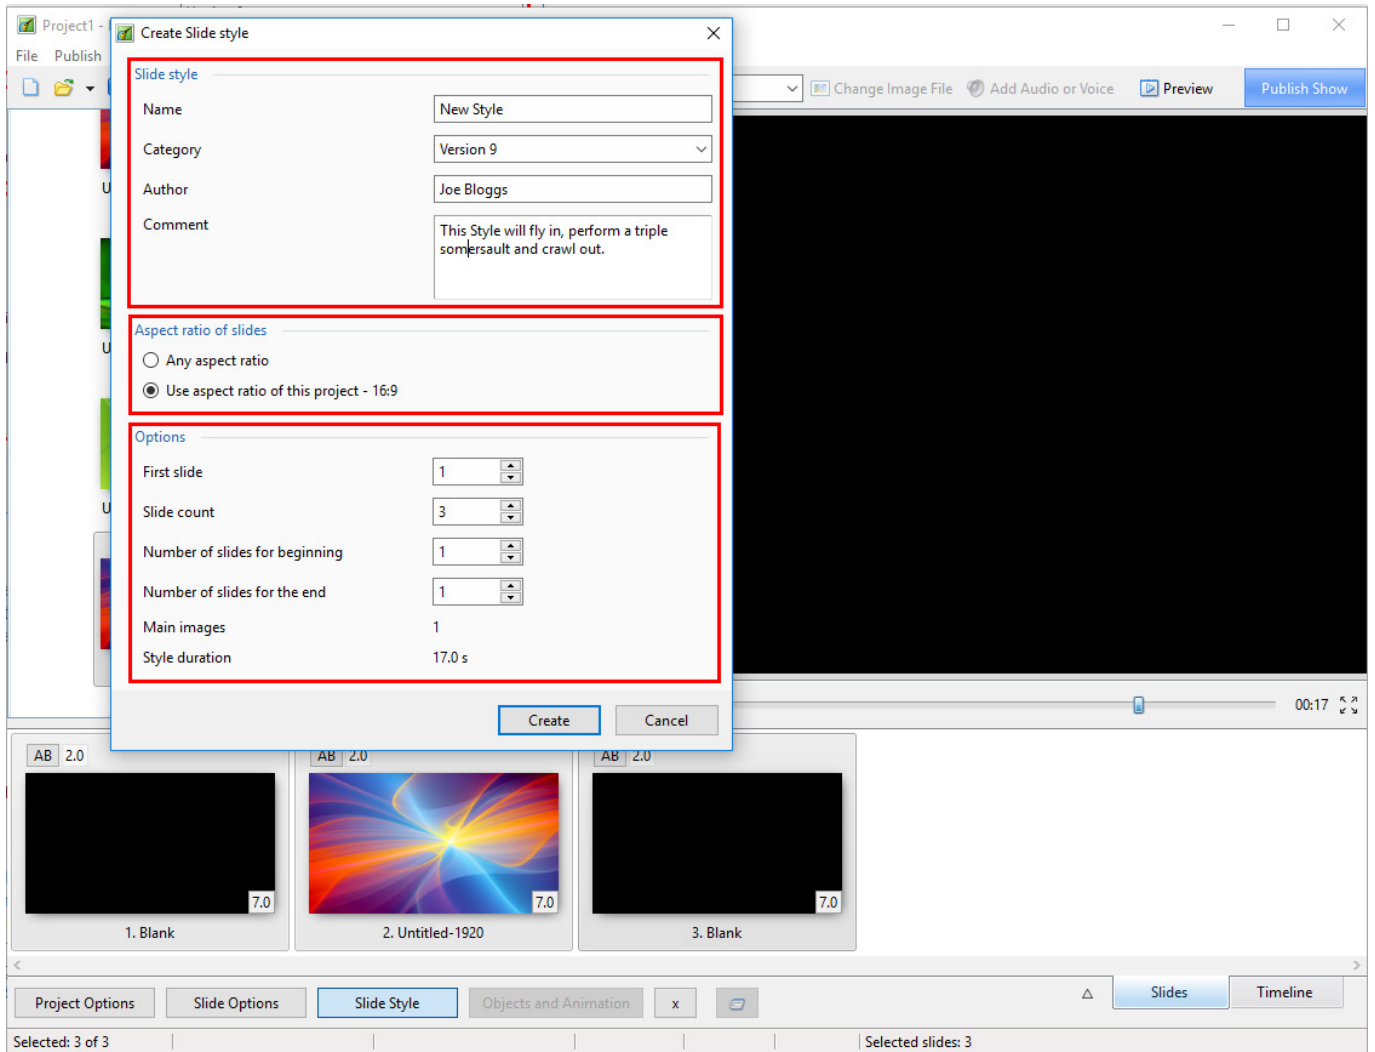 Project1 -
Create Slide style
File Publish
Slide style
Change Image File
Add Audio or Voice
Preview
Publish Show
Name
New Style
Category
Version 9
Author
Joe Bloggs
Comment
This Style will fly in, perform a triple
somersault and crawl out.
Aspect ratio of slides
Any aspect ratio
Use aspect ratio of this project - 16:9
Options
First slide
1
Slide count
3
Number of slides for beginning
1
Number of slides for the end
1
Main images
1
Style duration
17.0 s
Create
Cancel
00:17
AB 2.0
AB 2.0
AB 2.0
7.0
7.0
7.0
1. Blank
2. Untitled-1920
3. Blank
Project Options
Slide Options
Slide Style
Objects and Animation
x
Slides
Timeline
Selected: 3 of 3
Selected slides: 3